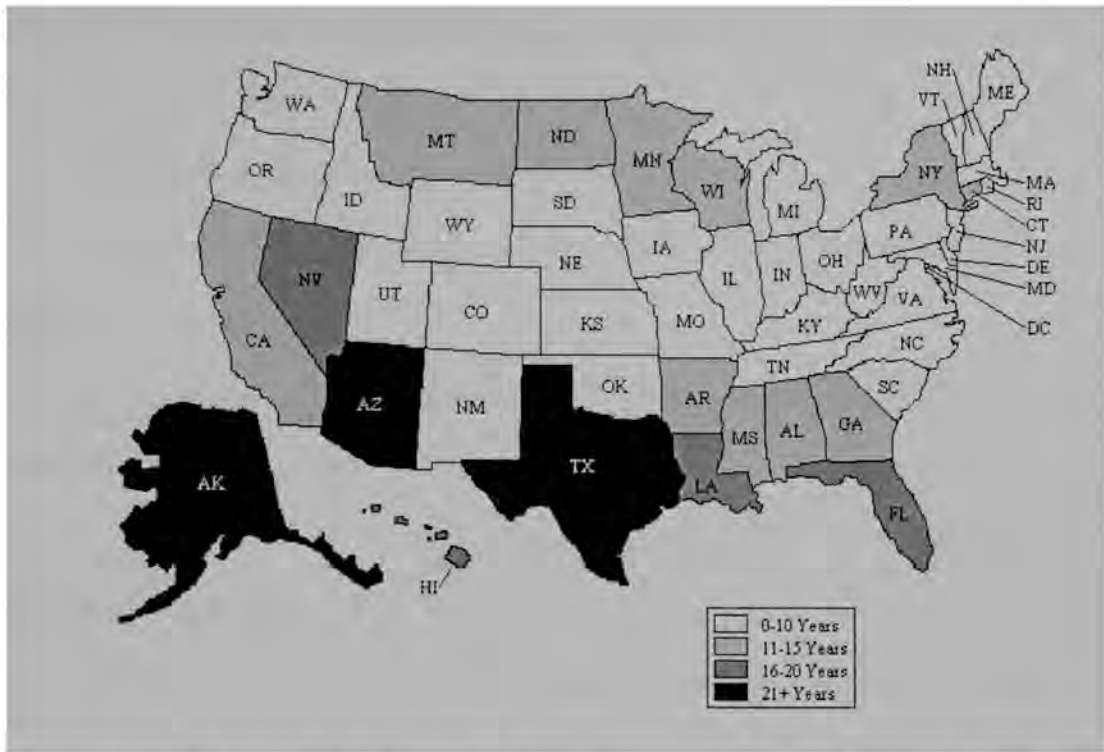 NH
VT
ME
WA
MT
ND
MN
OR
ID
WI
NY
MA
SD
RI
WY
MI
CT
PA
NJ
IA
NE
OH
DE
IL
IN
MD
NV
UT
WV
VA
CO
KS
MO
KY
DC
CA
NC
TN
OK
SC
AZ
NM
AR
MS
AL
GA
TX
AK
LA
FL
HI
0-10 Years
11-15 Years
16-20 Years
21+ Years